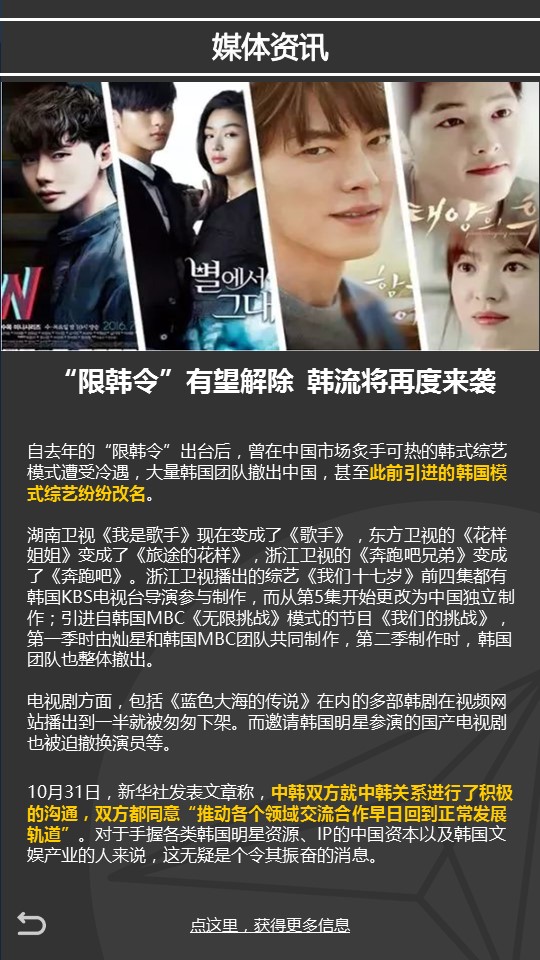 媒体资讯
W
수목 미니시리즈
2016.7
별에서
그대
함
태양의 후
“限韩令”有望解除 韩流将再度来袭
自去年的“限韩令”出台后，曾在中国市场炙手可热的韩式综艺
模式遭受冷遇，大量韩国团队撤出中国，甚至此前引进的韩国模
式综艺纷纷改名。
湖南卫视《我是歌手》现在变成了《歌手》，东方卫视的《花样
姐姐》变成了《旅途的花样》，浙江卫视的《奔跑吧兄弟》变成
了《奔跑吧》。浙江卫视播出的综艺《我们十七岁》前四集都有
韩国KBS电视台导演参与制作，而从第5集开始更改为中国独立制
作；引进自韩国MBC《无限挑战》模式的节目《我们的挑战》，
第一季时由灿星和韩国MBC团队共同制作，第二季制作时，韩国
团队也整体撤出。
电视剧方面，包括《蓝色大海的传说》在内的多部韩剧在视频网
站播出到一半就被匆匆下架。而邀请韩国明星参演的国产电视剧
也被迫撤换演员等。
10月31日，新华社发表文章称，中韩双方就中韩关系进行了积极
的沟通，双方都同意“推动各个领域交流合作早日回到正常发展
轨道”。对于手握各类韩国明星资源、IP的中国资本以及韩国文
娱产业的人来说，这无疑是个令其振奋的消息。
点这里，获得更多信息